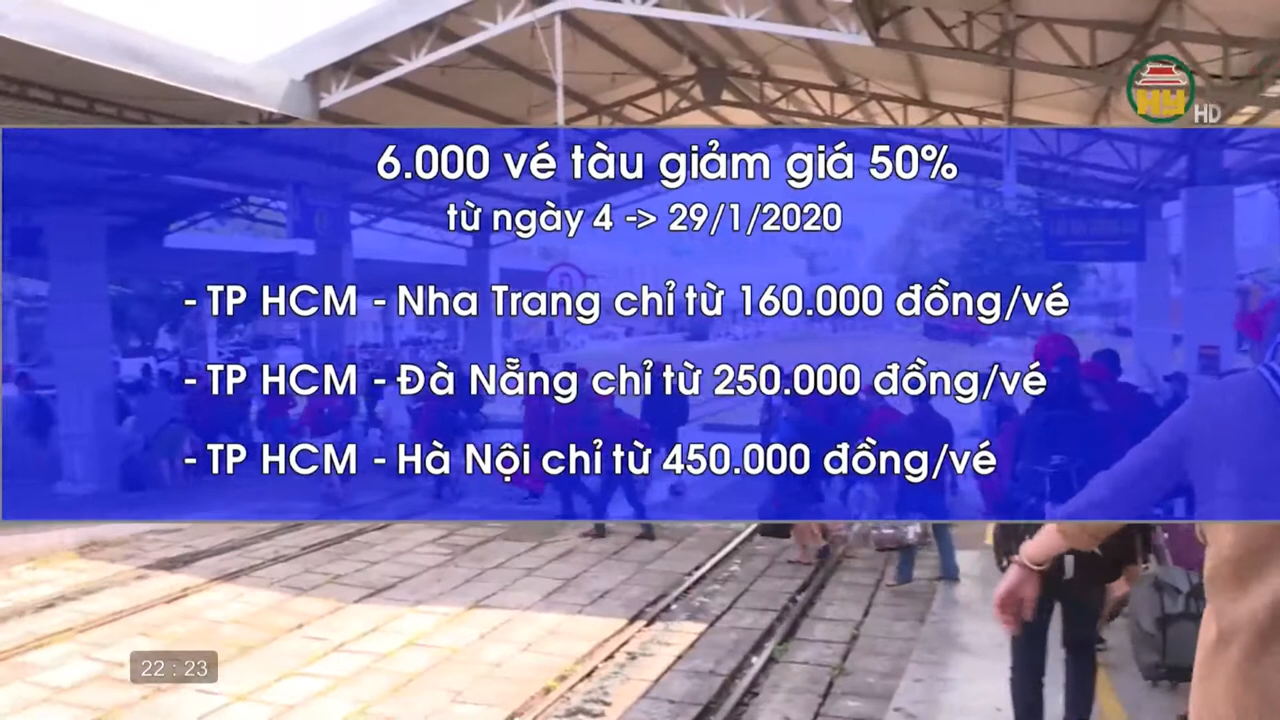 HY HD
6.000 vé tàu giảm giá 50%
từ ngày 4 -> 29/1/2020
- TP HCM - Nha Trang chỉ từ 160.000 đồng/vé
- TP HCM - Đà Nẵng chỉ từ 250.000 đồng/vé
- TP HCM - Hà Nội chỉ từ 450.000 đồng/vé
22 : 23